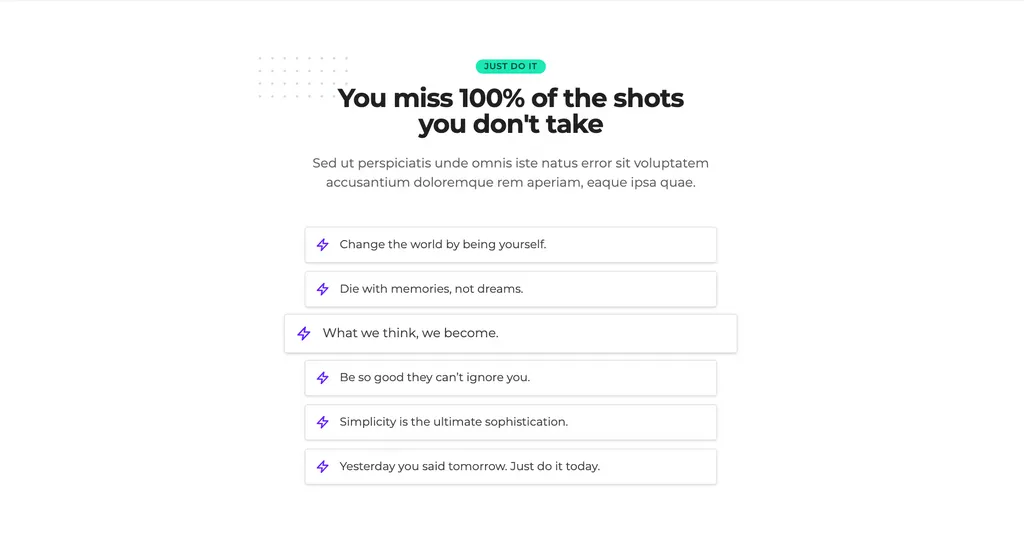 JUST DO IT
You miss 100% of the shots
you don't take
Sed ut perspiciatis unde omnis iste natus error sit voluptatem
accusantium doloremque rem aperiam, eaque ipsa quae.
Change the world by being yourself.
Die with memories, not dreams.
What we think, we become.
Be so good they can’t ignore you.
Simplicity is the ultimate sophistication.
Yesterday you said tomorrow. Just do it today.